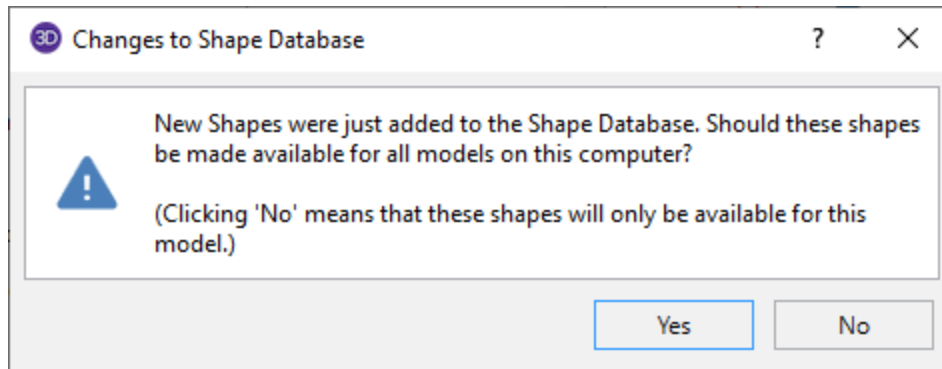 3D Changes to Shape Database ?
New Shapes were just added to the Shape Database. Should these shapes
be made available for all models on this computer?
(Clicking 'No' means that these shapes will only be available for this
model.)
Yes No